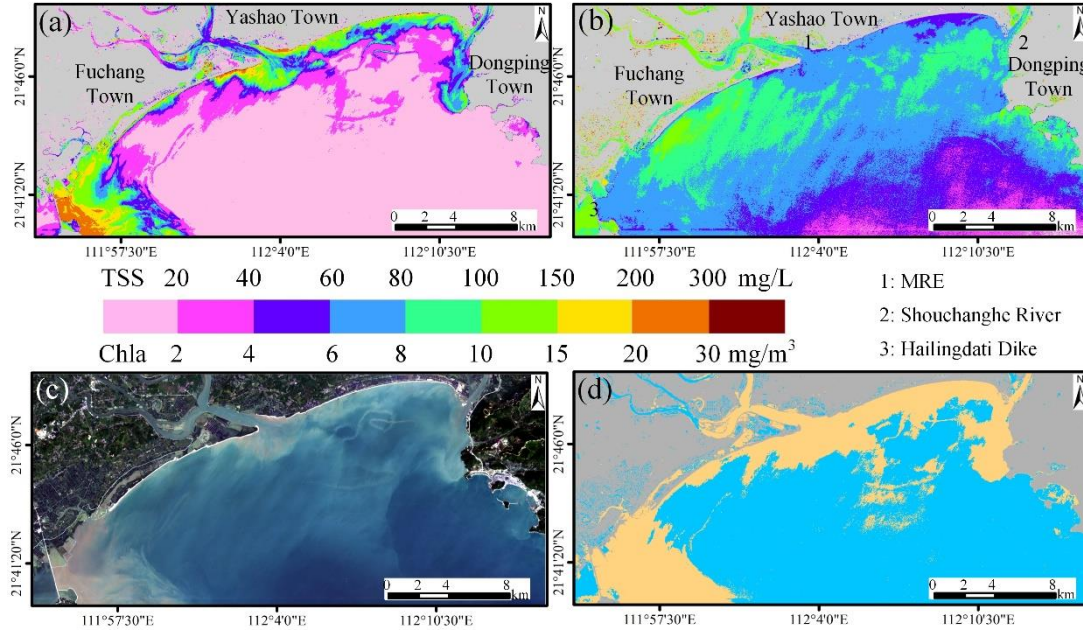 (a)
Yashao Town
N
Fuchang
Town
Dongping
Town
21°46'0"N
21°41'20"N
0 2 4 8
km
111°57'30"E 112°4'0"E 112°10'30"E
(b)
Yashao Town
N
1
2
Dongping
Town
Fuchang
Town
3
21°46'0"N
21°41'20"N
0 2 4 8
km
111°57'30"E 112°4'0"E 112°10'30"E
TSS 20 40 60 80 100 150 200 300 mg/L
Chla 2 4 6 8 10 15 20 30 mg/m³
1: MRE
2: Shouchanghe River
3: Hailingdati Dike
(c)
N
21°46'0"N
21°41'20"N
0 2 4 8
km
111°57'30"E 112°4'0"E 112°10'30"E
(d)
N
21°46'0"N
21°41'20"N
0 2 4 8
km
111°57'30"E 112°4'0"E 112°10'30"E